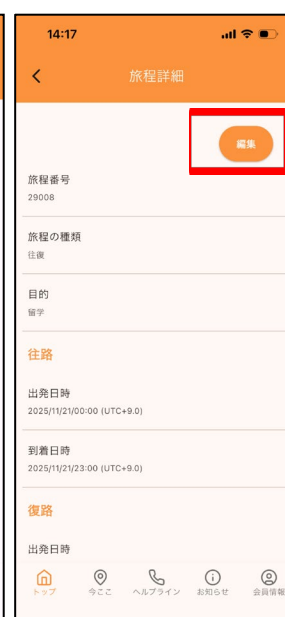 14:17
旅程詳細
編集
旅程番号
29008
旅程の種類
往復
目的
留学
往路
出発日時
2025/11/21/00:00 (UTC+9.0)
到着日時
2025/11/21/23:00 (UTC+9.0)
復路
出発日時
トップ
今ここ
ヘルプライン
お知らせ
会員情報